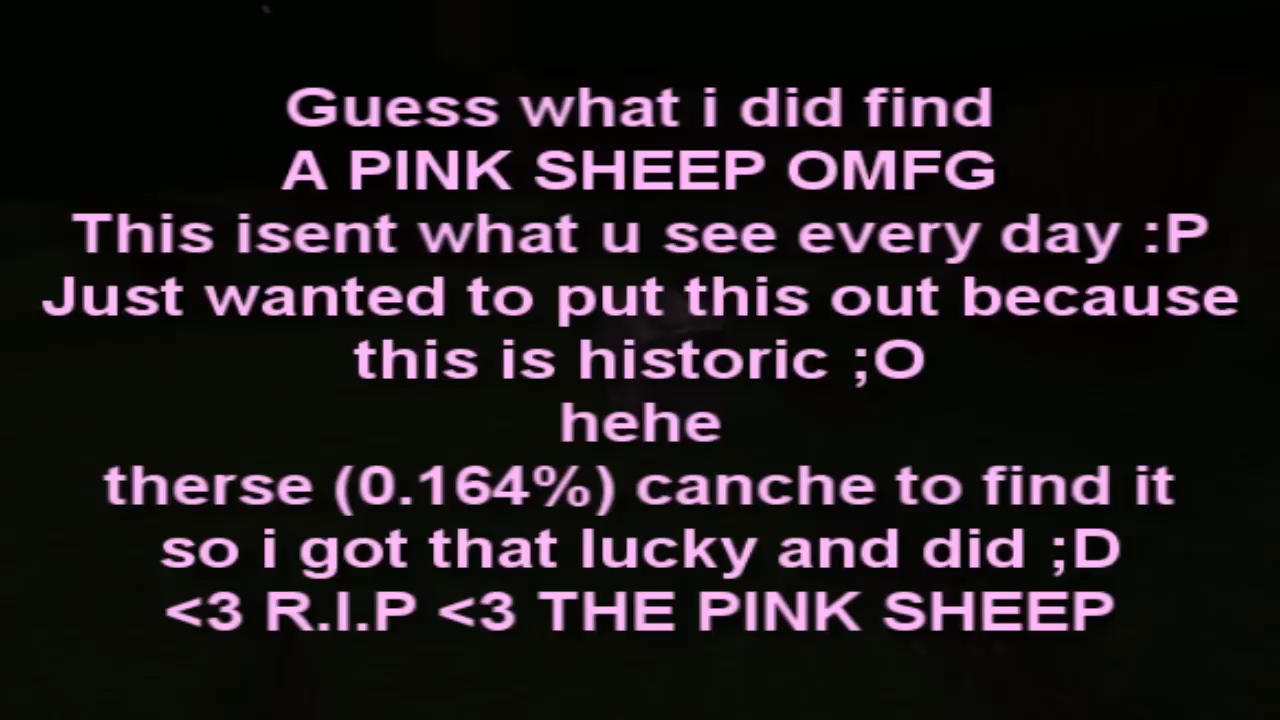 Guess what i did find
A PINK SHEEP OMFG
This isent what u see every day :P
Just wanted to put this out because
this is historic ;O
hehe
therse (0.164%) canche to find it
so i got that lucky and did ;D
<3 R.I.P <3 THE PINK SHEEP